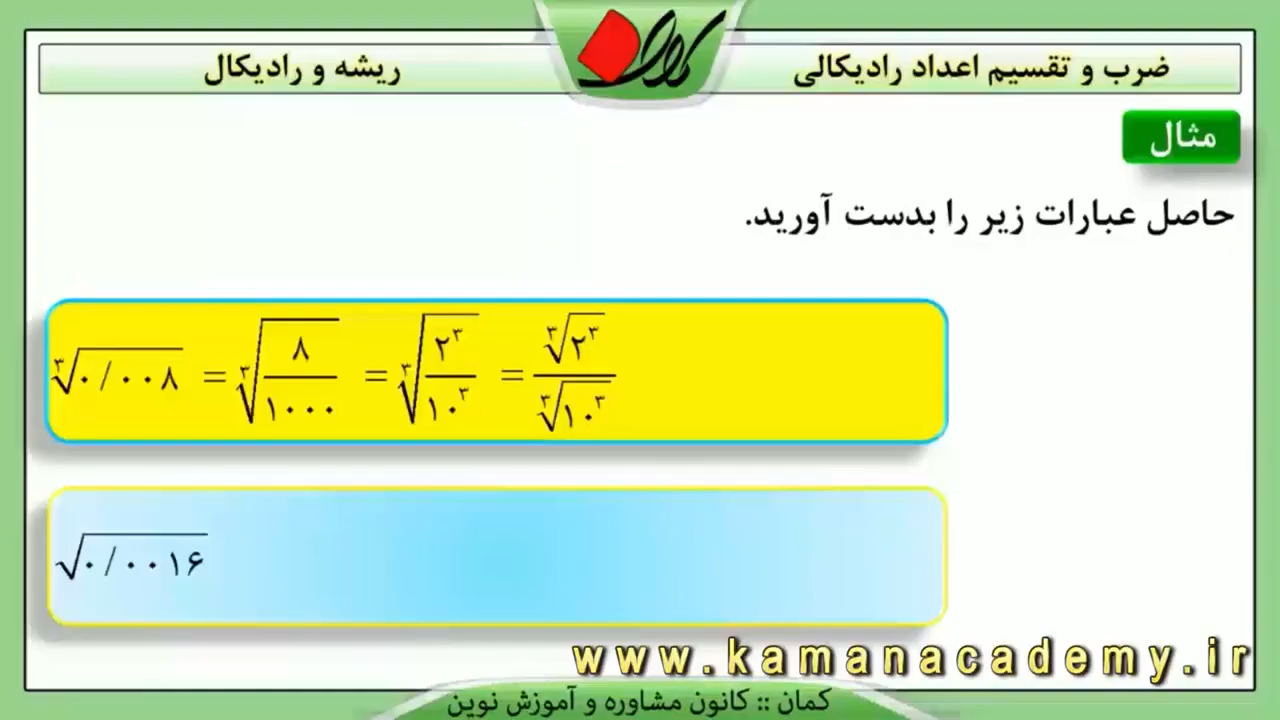 ضرب و تقسیم اعداد رادیکالی
ریشه و رادیکال
مثال
حاصل عبارات زیر را بدست آورید.
∛۰/۰۰۸ = ∛(۸/۱۰۰۰) = ∛(۲³/۱۰³) = ∛۲³/∛۱۰³
√۰/۰۰۱۶
www.kamanacademy.ir
کمان :: کانون مشاوره و آموزش نوین